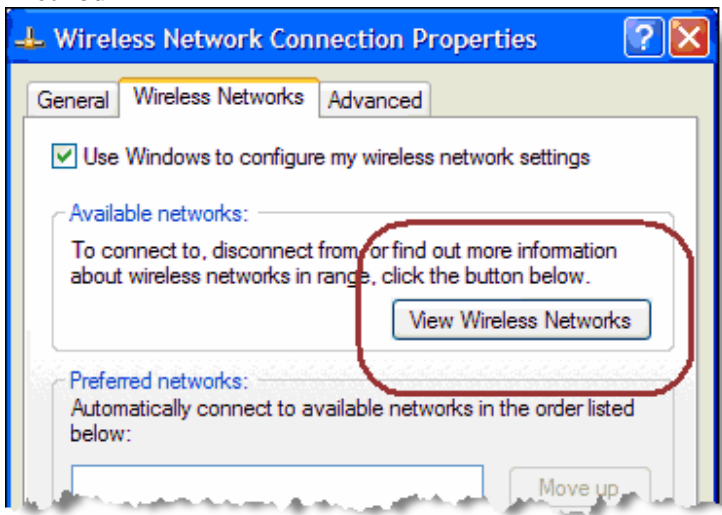 Wireless Network Connection Properties
General Wireless Networks Advanced
Use Windows to configure my wireless network settings
Available networks:
To connect to, disconnect from, or find out more information
about wireless networks in range, click the button below.
View Wireless Networks
Preferred networks:
Automatically connect to available networks in the order listed
below:
Move up